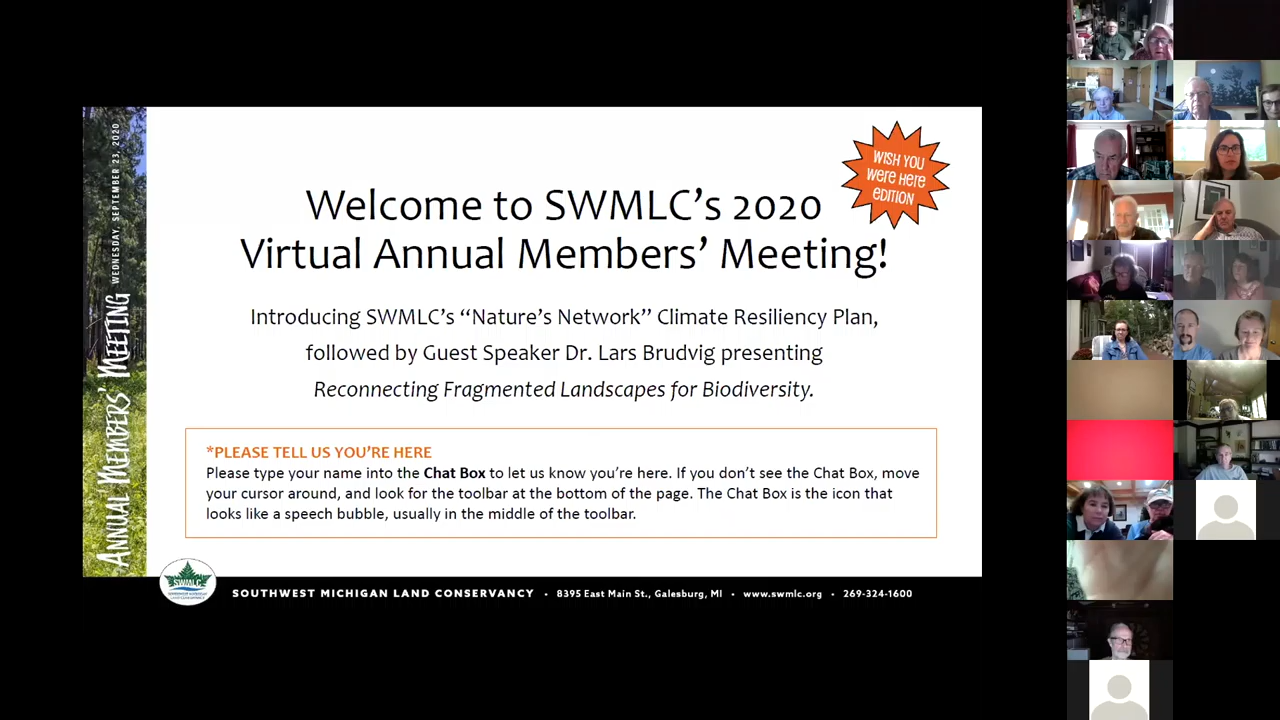 WEDNESDAY, SEPTEMBER 23, 2020
ANNUAL MEMBERS' MEETING
WISH YOU
WERE HERE
EDITION
Welcome to SWMLC's 2020
Virtual Annual Members' Meeting!
Introducing SWMLC's "Nature's Network" Climate Resiliency Plan,
followed by Guest Speaker Dr. Lars Brudvig presenting
Reconnecting Fragmented Landscapes for Biodiversity.
*PLEASE TELL US YOU'RE HERE
Please type your name into the Chat Box to let us know you're here. If you don't see the Chat Box, move
your cursor around, and look for the toolbar at the bottom of the page. The Chat Box is the icon that
looks like a speech bubble, usually in the middle of the toolbar.
SWMLC
SOUTHWEST MICHIGAN LAND CONSERVANCY • 8395 East Main St., Galesburg, MI • www.swmlc.org • 269-324-1600